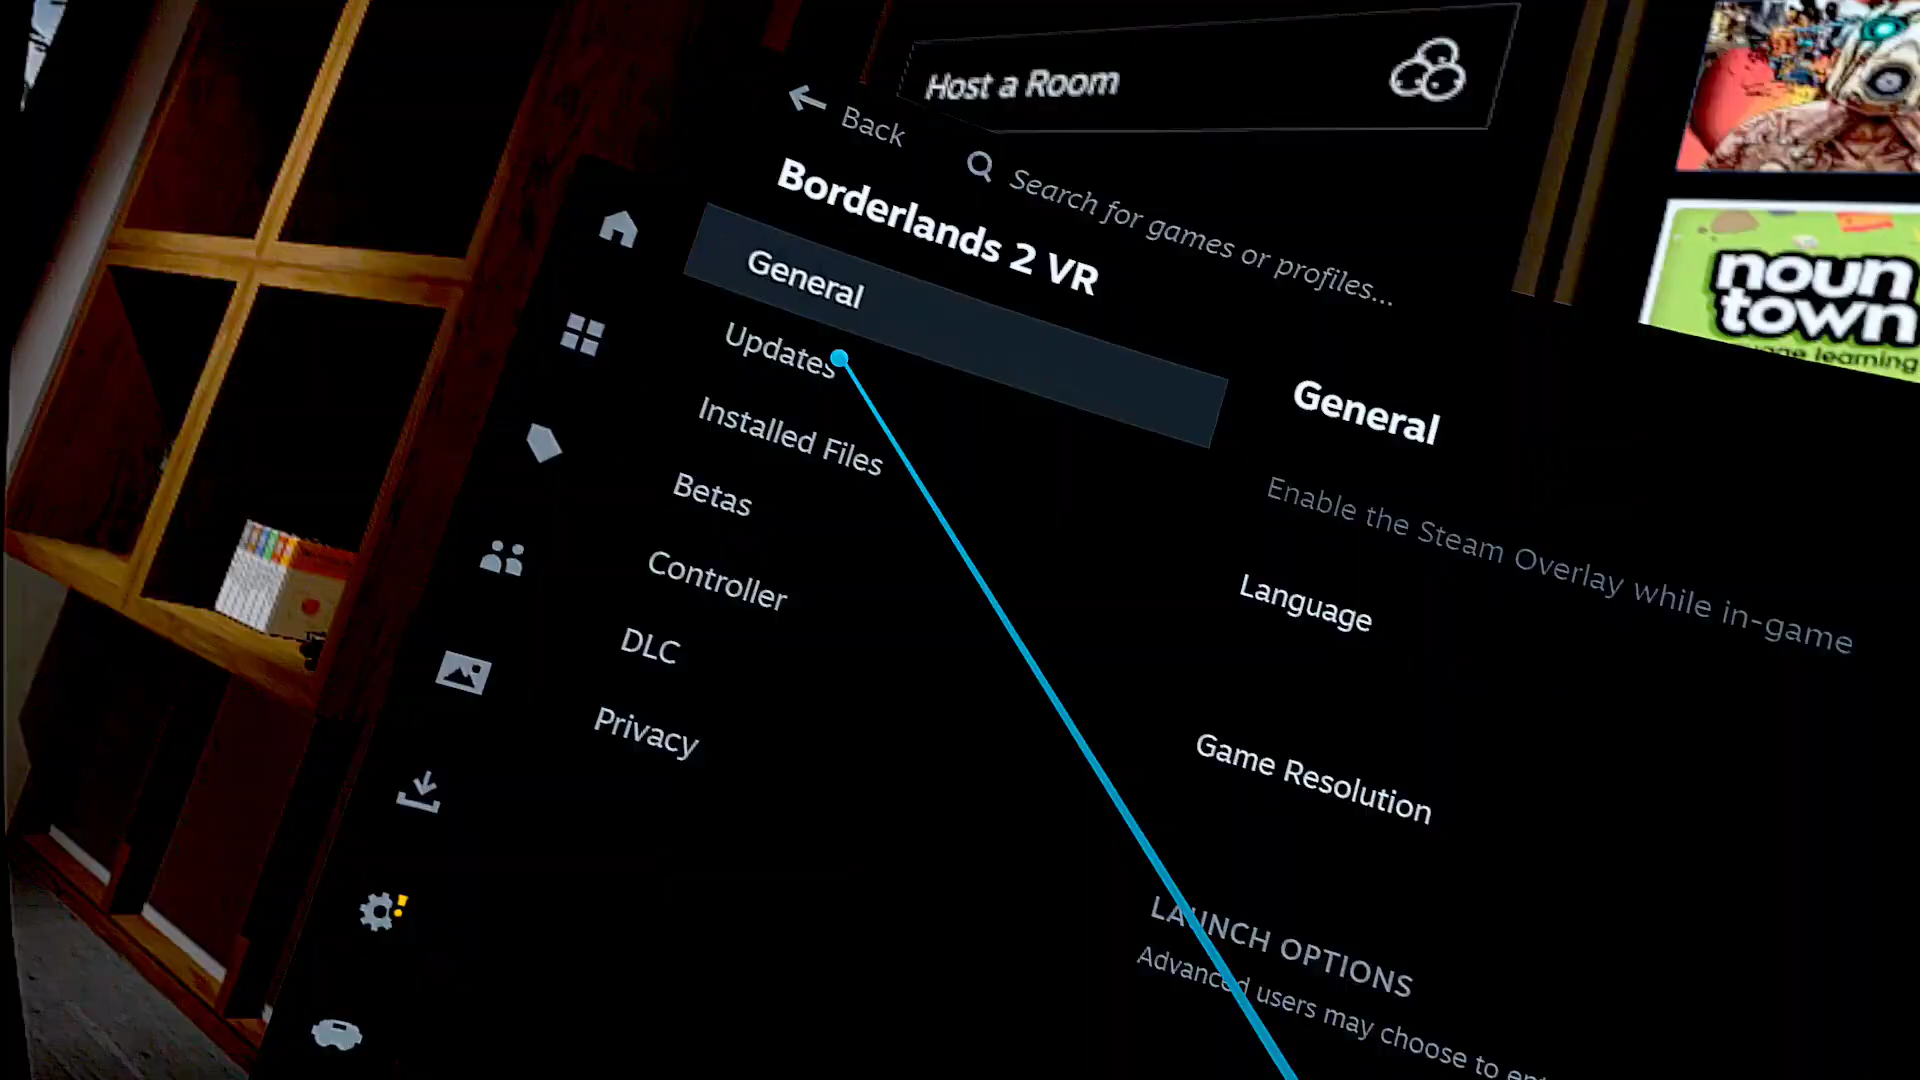 Host a Room
Back
Search for games or profiles...
Borderlands 2 VR
General
Updates
Installed Files
Betas
Controller
DLC
Privacy
General
Enable the Steam Overlay while in-game
Language
Game Resolution
LAUNCH OPTIONS
Advanced users may choose to
noun
town
learning